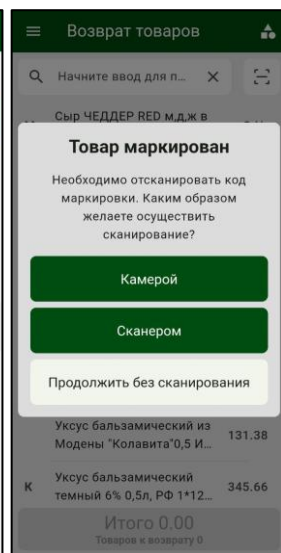 Возврат товаров
Начните ввод для п...
Сыр ЧЕДДЕР RED м.д.ж в
Товар маркирован
Необходимо отсканировать код
маркировки. Каким образом
желаете осуществить
сканирование?
Камерой
Сканером
Продолжить без сканирования
Уксус бальзамический из
Модены "Колавита"0,5 И...
131.38
К
Уксус бальзамический
темный 6% 0,5л, РФ 1*12...
345.66
Итого 0.00
Товаров к возврату 0